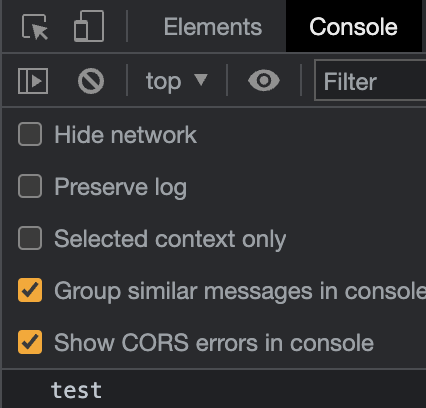 Elements Console
top Filter
Hide network
Preserve log
Selected context only
Group similar messages in console
Show CORS errors in console
test